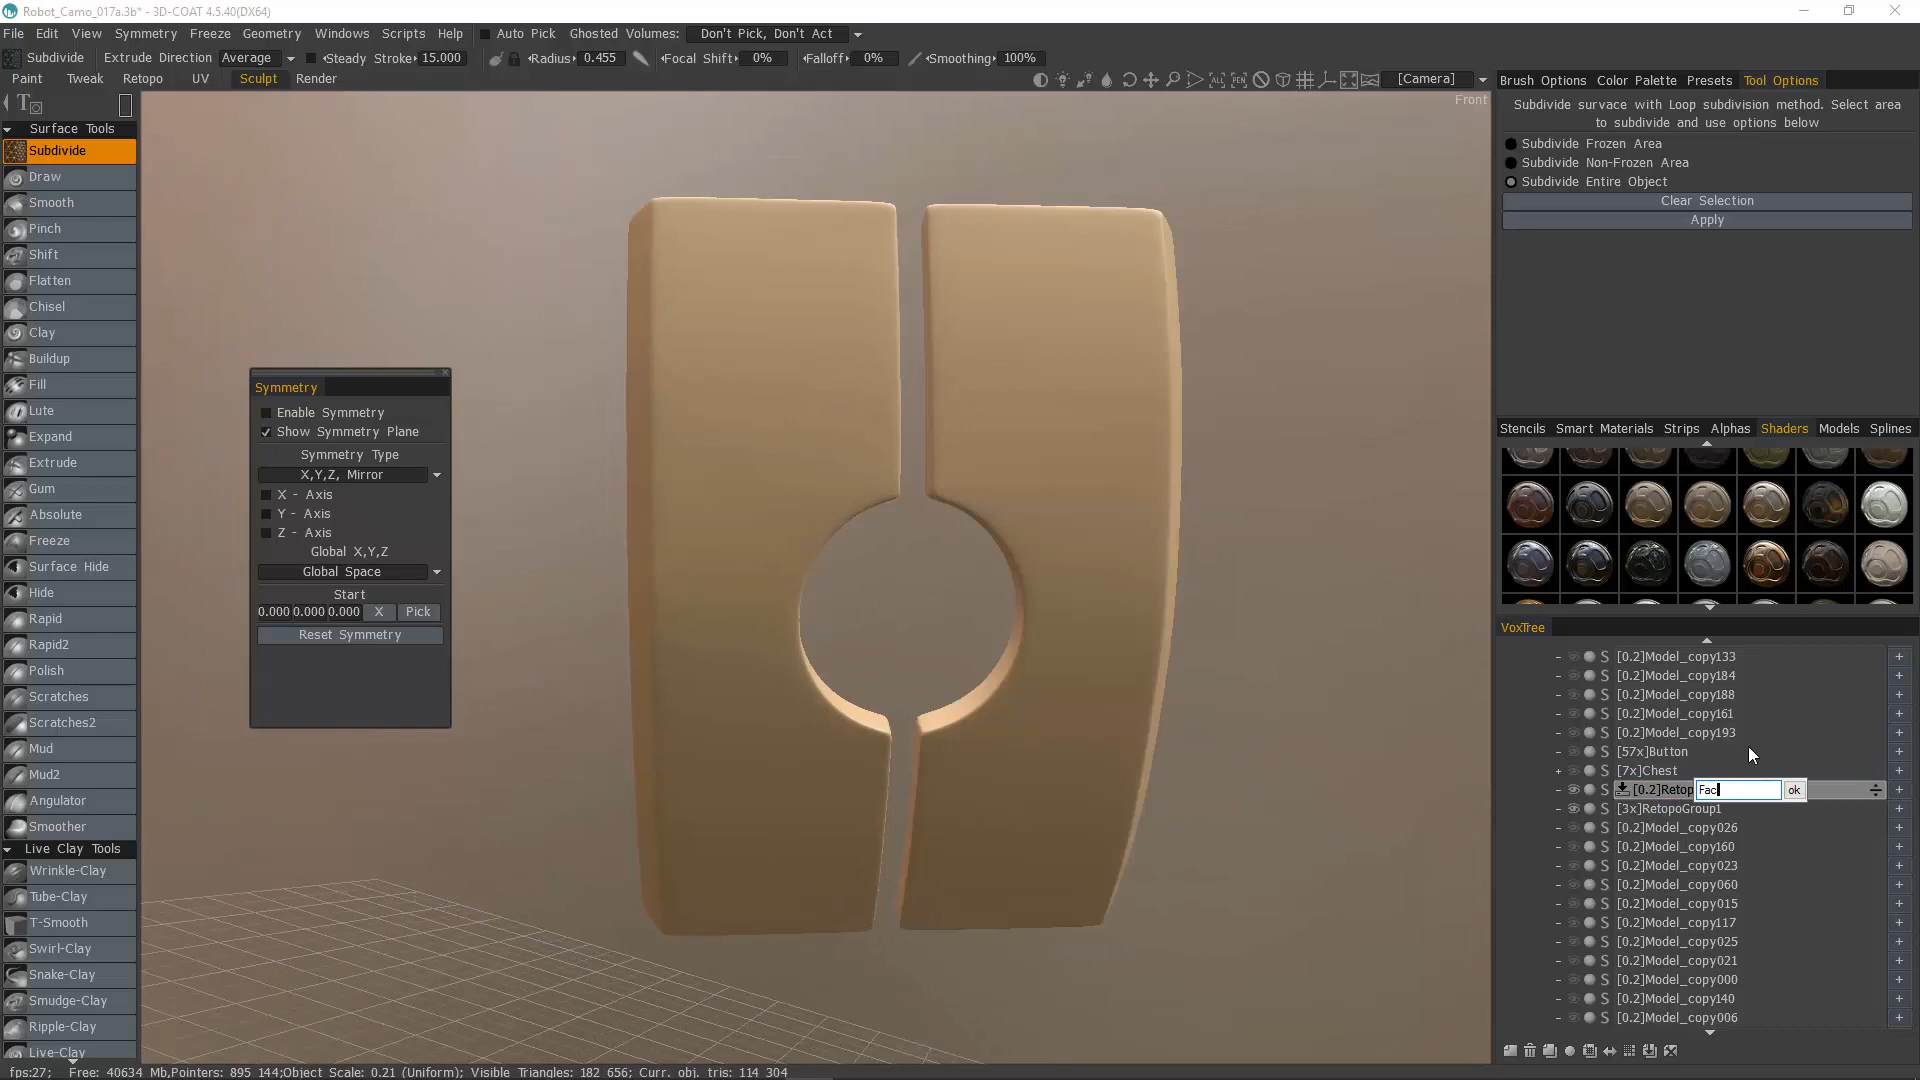 Robot_Camo_017a.3b* - 3D-COAT 4.5.40(DX64)
File Edit View Symmetry Freeze Geometry Windows Scripts Help Auto Pick Ghosted Volumes: Don't Pick, Don't Act
Subdivide Extrude Direction Average Steady Stroke 15.000 Radius 0.455 Focal Shift 0% Falloff 0% Smoothing 100%
Paint Tweak Retopo UV Sculpt Render [Camera]
Front
Surface Tools
Subdivide
Draw
Smooth
Pinch
Shift
Flatten
Chisel
Clay
Buildup
Fill
Lute
Expand
Extrude
Gum
Absolute
Freeze
Surface Hide
Hide
Rapid
Rapid2
Polish
Scratches
Scratches2
Mud
Mud2
Angulator
Smoother
Live Clay Tools
Wrinkle-Clay
Tube-Clay
T-Smooth
Swirl-Clay
Snake-Clay
Smudge-Clay
Ripple-Clay
Live-Clay
Symmetry
Enable Symmetry
Show Symmetry Plane
Symmetry Type
X,Y,Z, Mirror
X - Axis
Y - Axis
Z - Axis
Global X,Y,Z
Global Space
Start
0.000 0.000 0.000 X Pick
Reset Symmetry
Brush Options Color Palette Presets Tool Options
Subdivide survace with Loop subdivision method. Select area
to subdivide and use options below
Subdivide Frozen Area
Subdivide Non-Frozen Area
Subdivide Entire Object
Clear Selection
Apply
Stencils Smart Materials Strips Alphas Shaders Models Splines
VoxTree
- S [0.2]Model_copy133 +
- S [0.2]Model_copy184 +
- S [0.2]Model_copy188 +
- S [0.2]Model_copy161 +
- S [0.2]Model_copy193 +
- S [57x]Button +
+ S [7x]Chest +
- S [0.2]Retop Fac ok +
- S [3x]RetopoGroup1 +
- S [0.2]Model_copy026 +
- S [0.2]Model_copy160 +
- S [0.2]Model_copy023 +
- S [0.2]Model_copy060 +
- S [0.2]Model_copy015 +
- S [0.2]Model_copy117 +
- S [0.2]Model_copy025 +
- S [0.2]Model_copy021 +
- S [0.2]Model_copy000 +
- S [0.2]Model_copy140 +
- S [0.2]Model_copy006 +
fps:27; Free: 40634 Mb,Pointers: 895 144;Object Scale: 0.21 (Uniform); Visible Triangles: 182 656; Curr. obj. tris: 114 304